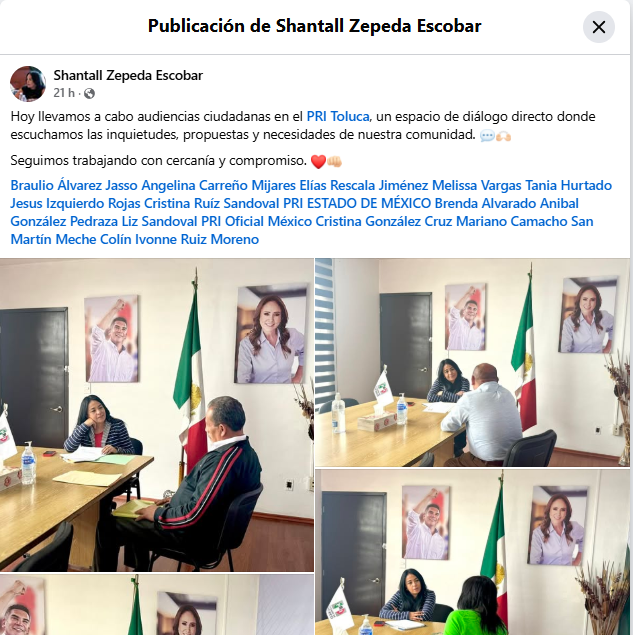 Publicación de Shantall Zepeda Escobar
Shantall Zepeda Escobar
21 h ·
Hoy llevamos a cabo audiencias ciudadanas en el PRI Toluca, un espacio de diálogo directo donde
escuchamos las inquietudes, propuestas y necesidades de nuestra comunidad. 💬🙌🏻
Seguimos trabajando con cercanía y compromiso. ❤️👊🏻
Braulio Álvarez Jasso Angelina Carreño Mijares Elías Rescala Jiménez Melissa Vargas Tania Hurtado
Jesus Izquierdo Rojas Cristina Ruíz Sandoval PRI ESTADO DE MÉXICO Brenda Alvarado Anibal
González Pedraza Liz Sandoval PRI Oficial México Cristina González Cruz Mariano Camacho San
Martín Meche Colín Ivonne Ruiz Moreno
PRI